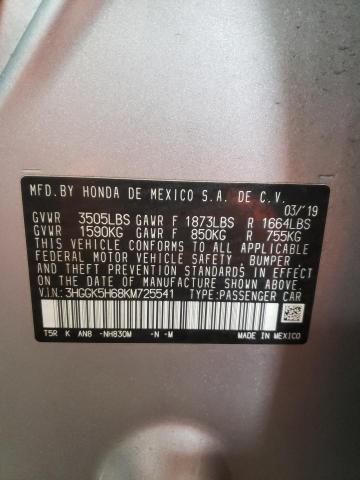 MFD.BY HONDA DE MEXICO S.A. DE C.V.
03/'19
GVWR 3505LBS GAWR F 1873LBS R 1664LBS
GVWR 1590KG GAWR F 850KG R 755KG
THIS VEHICLE CONFORMS TO ALL APPLICABLE
FEDERAL MOTOR VEHICLE SAFETY , BUMPER
AND THEFT PREVENTION STANDARDS IN EFFECT
ON THE DATE OF MANUFACTURE SHOWN ABOVE.
V.I.N: 3HGGK5H68KM725541 TYPE:PASSENGER CAR
T5R K AN8 -NH830M -N -M
MADE IN MEXICO